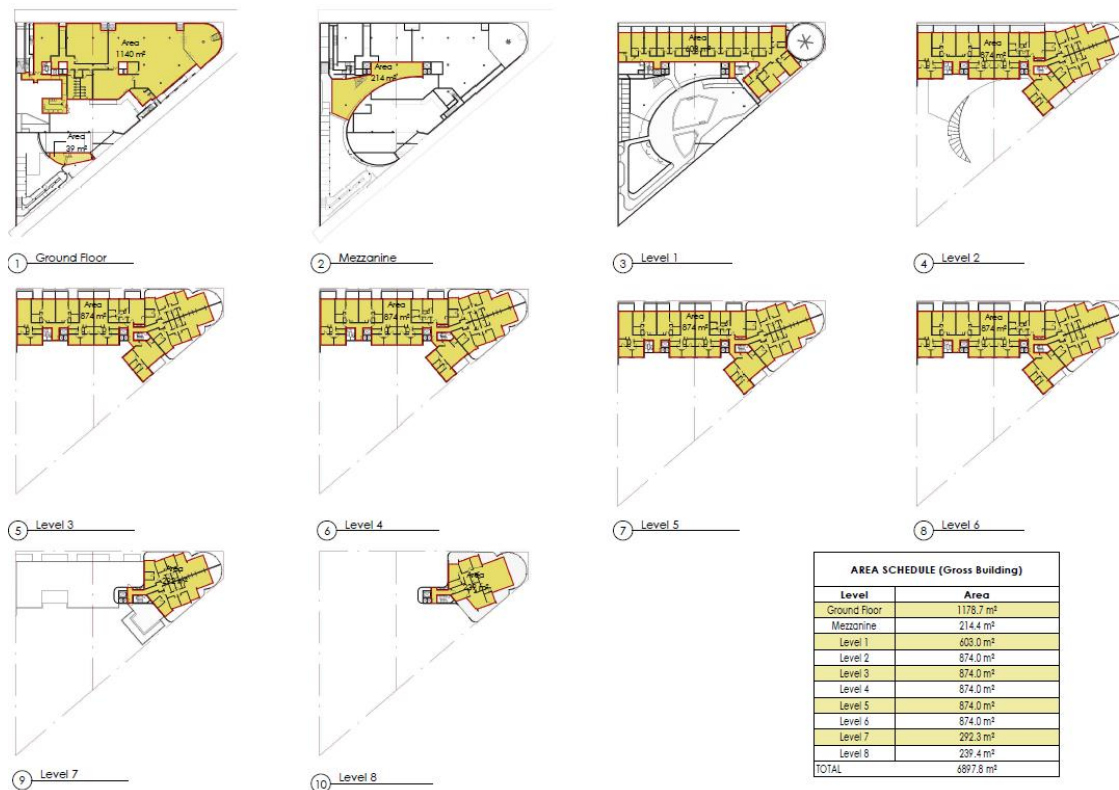 Area
1140 m²
Area
39 m²
1 Ground Floor
Area
214 m²
2 Mezzanine
Area
603 m²
3 Level 1
Area
874 m²
4 Level 2
Area
874 m²
5 Level 3
Area
874 m²
6 Level 4
Area
874 m²
7 Level 5
Area
874 m²
8 Level 6
Area
9 Level 7
Area
10 Level 8
AREA SCHEDULE (Gross Building)
Level Area
Ground Floor 1178.7 m²
Mezzanine 214.4 m²
Level 1 603.0 m²
Level 2 874.0 m²
Level 3 874.0 m²
Level 4 874.0 m²
Level 5 874.0 m²
Level 6 874.0 m²
Level 7 292.3 m²
Level 8 239.4 m²
TOTAL 6897.8 m²